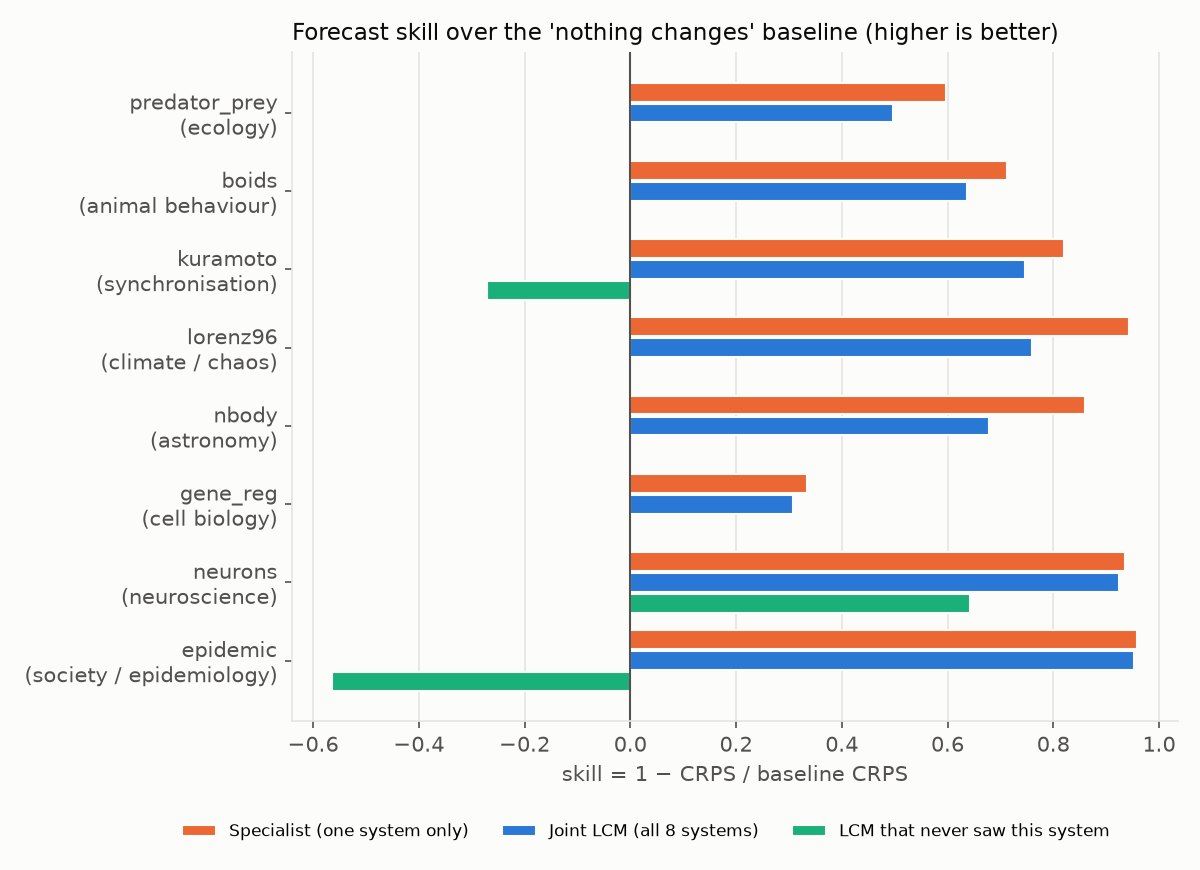 Forecast skill over the 'nothing changes' baseline (higher is better)
predator_prey
(ecology)
boids
(animal behaviour)
kuramoto
(synchronisation)
lorenz96
(climate / chaos)
nbody
(astronomy)
gene_reg
(cell biology)
neurons
(neuroscience)
epidemic
(society / epidemiology)
−0.6 −0.4 −0.2 0.0 0.2 0.4 0.6 0.8 1.0
skill = 1 − CRPS / baseline CRPS
Specialist (one system only) Joint LCM (all 8 systems) LCM that never saw this system